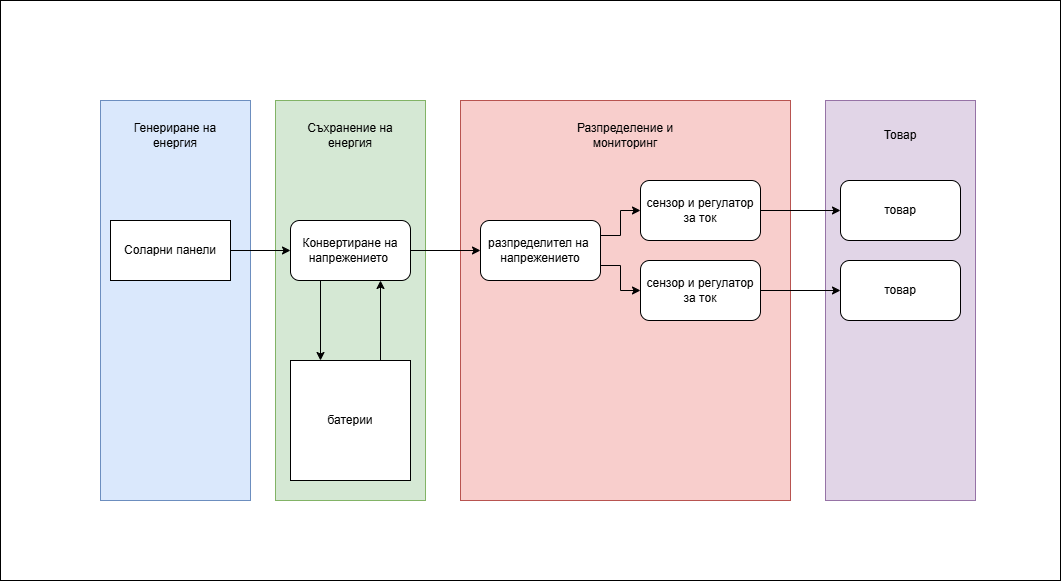 Генериране на
енергия
Съхранение на
енергия
Разпределение и
мониторинг
Товар
Соларни панели
Конвертиране на
напрежението
разпределител на
напрежението
сензор и регулатор
за ток
товар
сензор и регулатор
за ток
товар
батерии